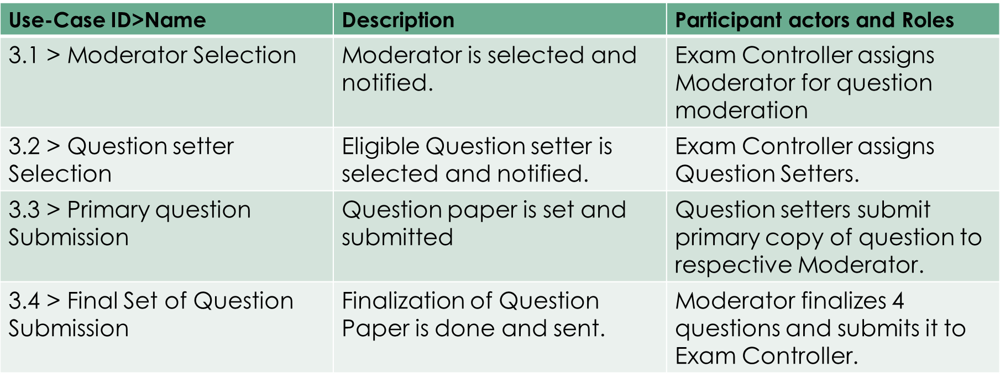 Use-Case ID>Name
Description
Participant actors and Roles
3.1 > Moderator Selection
Moderator is selected and
notified.
Exam Controller assigns
Moderator for question
moderation
3.2 > Question setter
Selection
Eligible Question setter is
selected and notified.
Exam Controller assigns
Question Setters.
3.3 > Primary question
Submission
Question paper is set and
submitted
Question setters submit
primary copy of question to
respective Moderator.
3.4 > Final Set of Question
Submission
Finalization of Question
Paper is done and sent.
Moderator finalizes 4
questions and submits it to
Exam Controller.